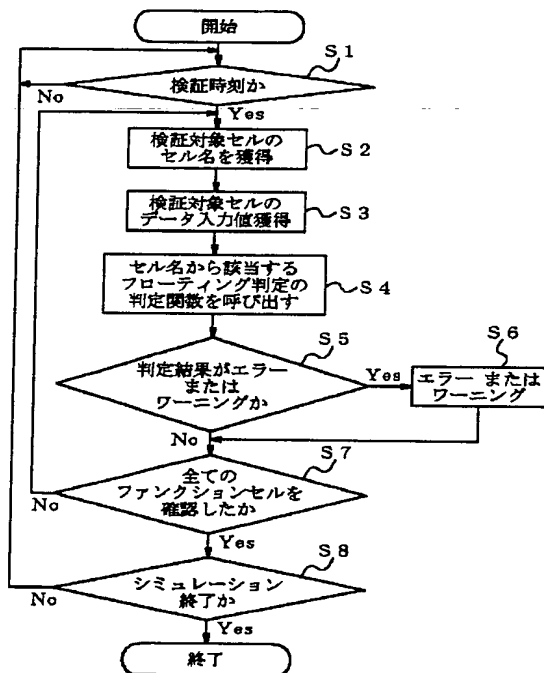 開始
S1
検証時刻か
No
Yes
検証対象セルの
セル名を獲得
S2
検証対象セルの
データ入力値獲得
S3
セル名から該当する
フローティング判定の
判定関数を呼び出す
S4
S5
判定結果がエラー
または
ワーニングか
Yes
S6
エラー または
ワーニング
No
S7
全ての
ファンクションセルを
確認したか
No
Yes
S8
シミュレーション
終了か
No
Yes
終了